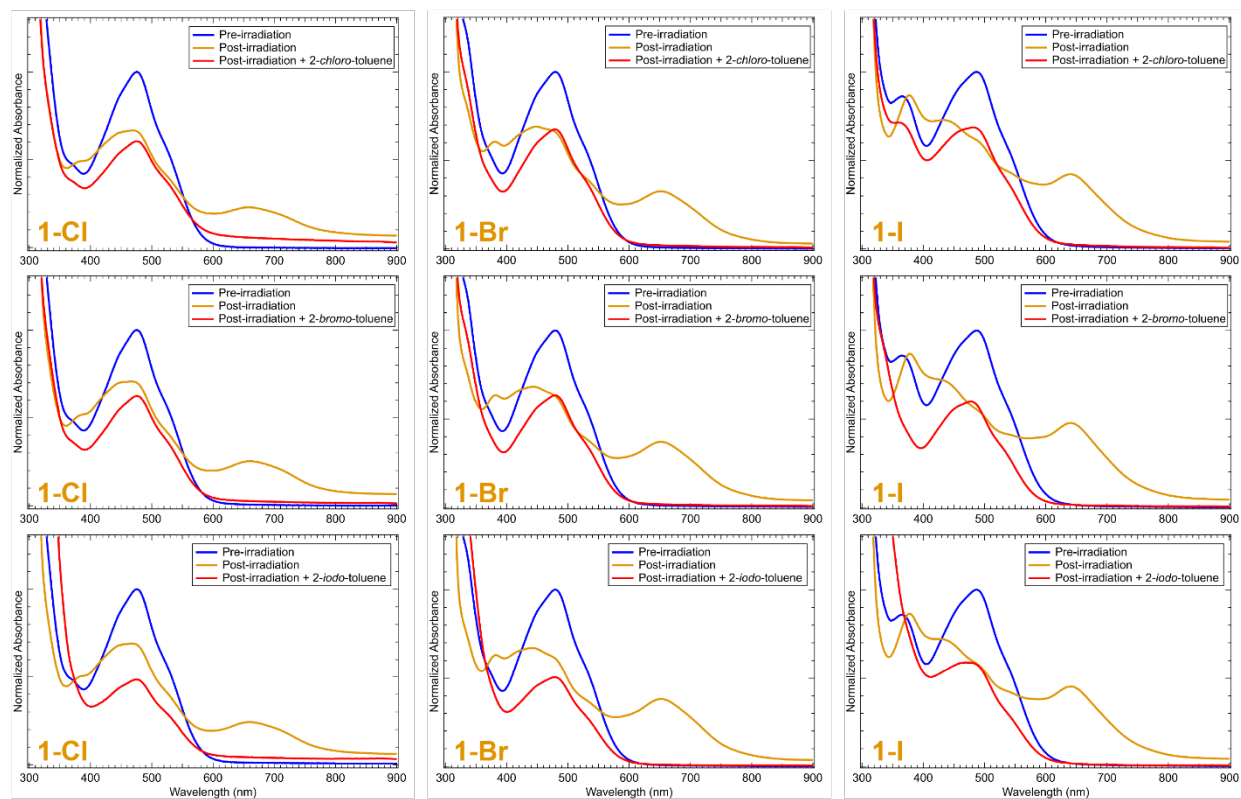 Pre-irradiation
Post-irradiation
Post-irradiation + 2-chloro-toluene
Normalized Absorbance
1-Cl
300 400 500 600 700 800 900
Pre-irradiation
Post-irradiation
Post-irradiation + 2-chloro-toluene
Normalized Absorbance
1-Br
300 400 500 600 700 800 900
Pre-irradiation
Post-irradiation
Post-irradiation + 2-chloro-toluene
Normalized Absorbance
1-I
300 400 500 600 700 800 900
Pre-irradiation
Post-irradiation
Post-irradiation + 2-bromo-toluene
Normalized Absorbance
1-Cl
300 400 500 600 700 800 900
Pre-irradiation
Post-irradiation
Post-irradiation + 2-bromo-toluene
Normalized Absorbance
1-Br
300 400 500 600 700 800 900
Pre-irradiation
Post-irradiation
Post-irradiation + 2-bromo-toluene
Normalized Absorbance
1-I
300 400 500 600 700 800 900
Pre-irradiation
Post-irradiation
Post-irradiation + 2-iodo-toluene
Normalized Absorbance
1-Cl
300 400 500 600 700 800 900
Wavelength (nm)
Pre-irradiation
Post-irradiation
Post-irradiation + 2-iodo-toluene
Normalized Absorbance
1-Br
300 400 500 600 700 800 900
Wavelength (nm)
Pre-irradiation
Post-irradiation
Post-irradiation + 2-iodo-toluene
Normalized Absorbance
1-I
300 400 500 600 700 800 900
Wavelength (nm)